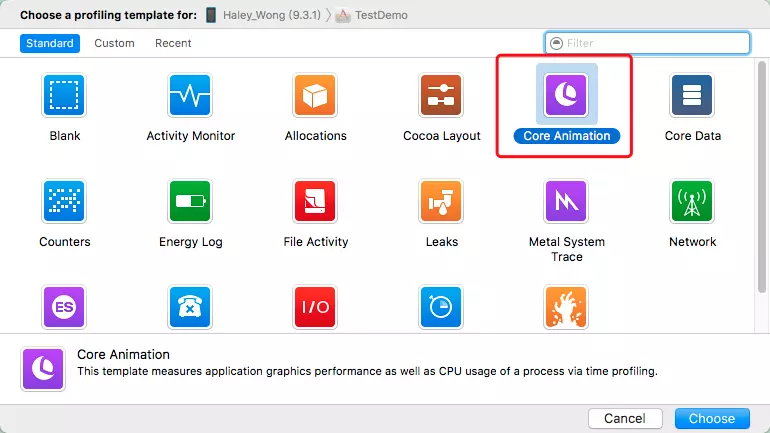 Choose a profiling template for: Haley_Wong (9.3.1) TestDemo
Standard Custom Recent Filter
Blank Activity Monitor Allocations Cocoa Layout Core Animation Core Data
Counters Energy Log File Activity Leaks Metal System Trace Network
ES I/O
Core Animation
This template measures application graphics performance as well as CPU usage of a process via time profiling.
Cancel Choose